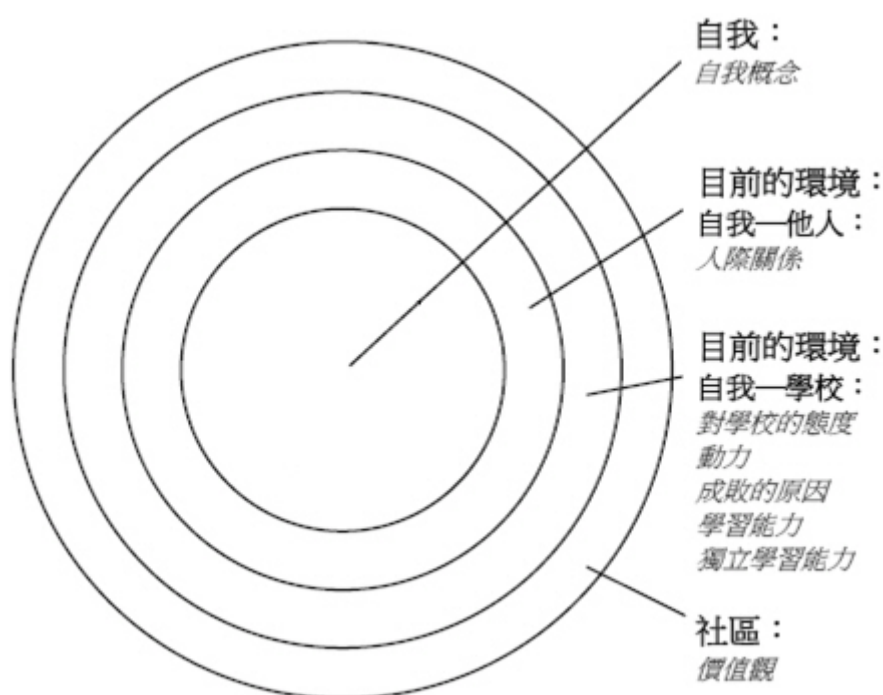 自我：
自我概念
目前的環境：
自我—他人：
人際關係
目前的環境：
自我—學校：
對學校的態度
動力
成敗的原因
學習能力
獨立學習能力
社區：
價值觀